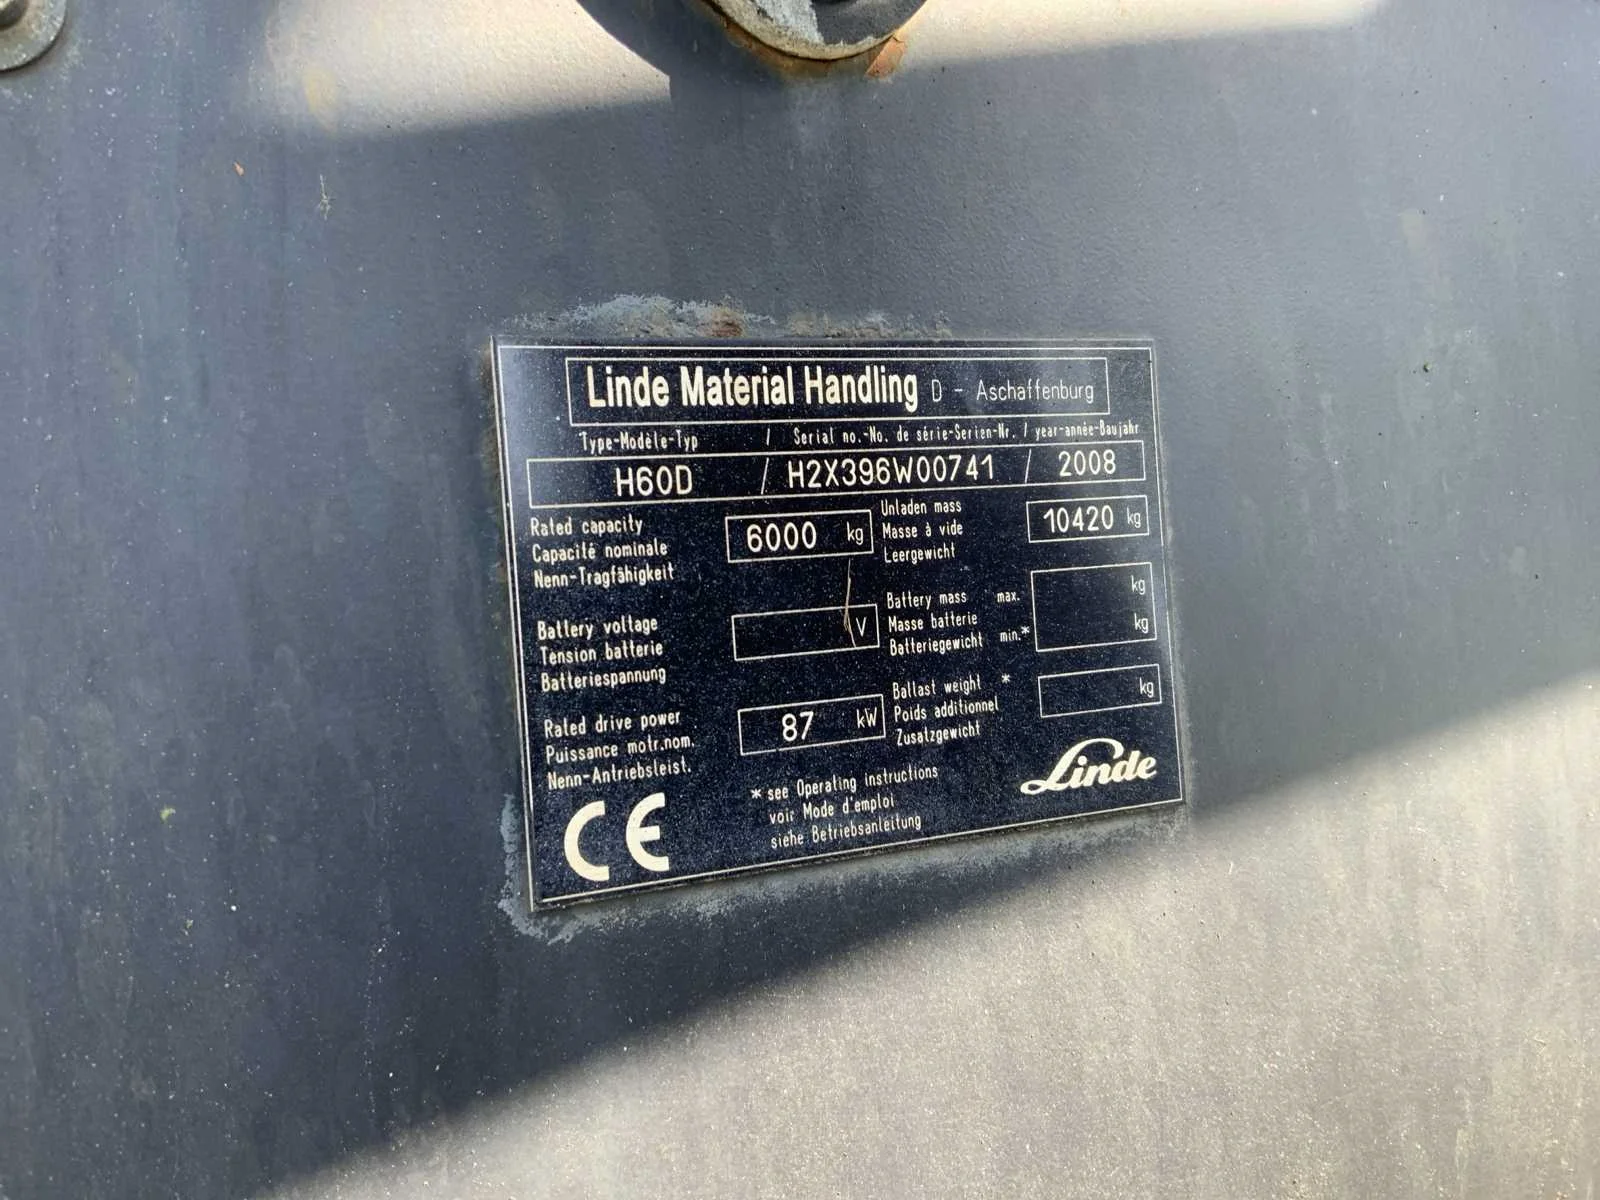 Linde Material Handling D - Aschaffenburg
Type-Modèle-Typ / Serial no.-No. de série-Serien-Nr. / year-année-Baujahr
H60D / H2X396W00741 / 2008
Rated capacity
Capacité nominale
Nenn-Tragfähigkeit
6000 kg
Unladen mass
Masse à vide
Leergewicht
10420 kg
Battery voltage
Tension batterie
Batteriespannung
V
Battery mass max.
Masse batterie
Batteriegewicht min.*
kg
kg
Rated drive power
Puissance motr.nom.
Nenn-Antriebsleist.
87 kW
Ballast weight *
Poids additionnel
Zusatzgewicht
kg
CE
* see Operating instructions
voir Mode d'emploi
siehe Betriebsanleitung
Linde